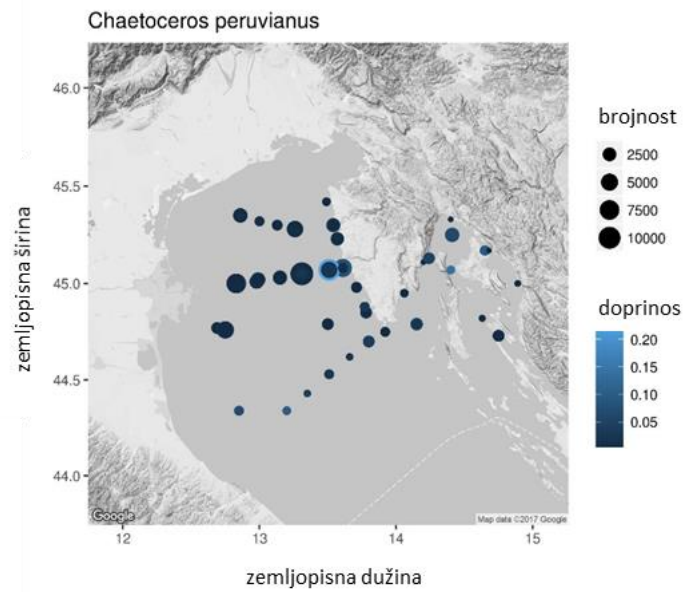 Chaetoceros peruvianus
46.0
45.5
45.0
44.5
44.0
zemljopisna širina
12
13
14
15
zemljopisna dužina
Google
Map data ©2017 Google
brojnost
2500
5000
7500
10000
doprinos
0.20
0.15
0.10
0.05